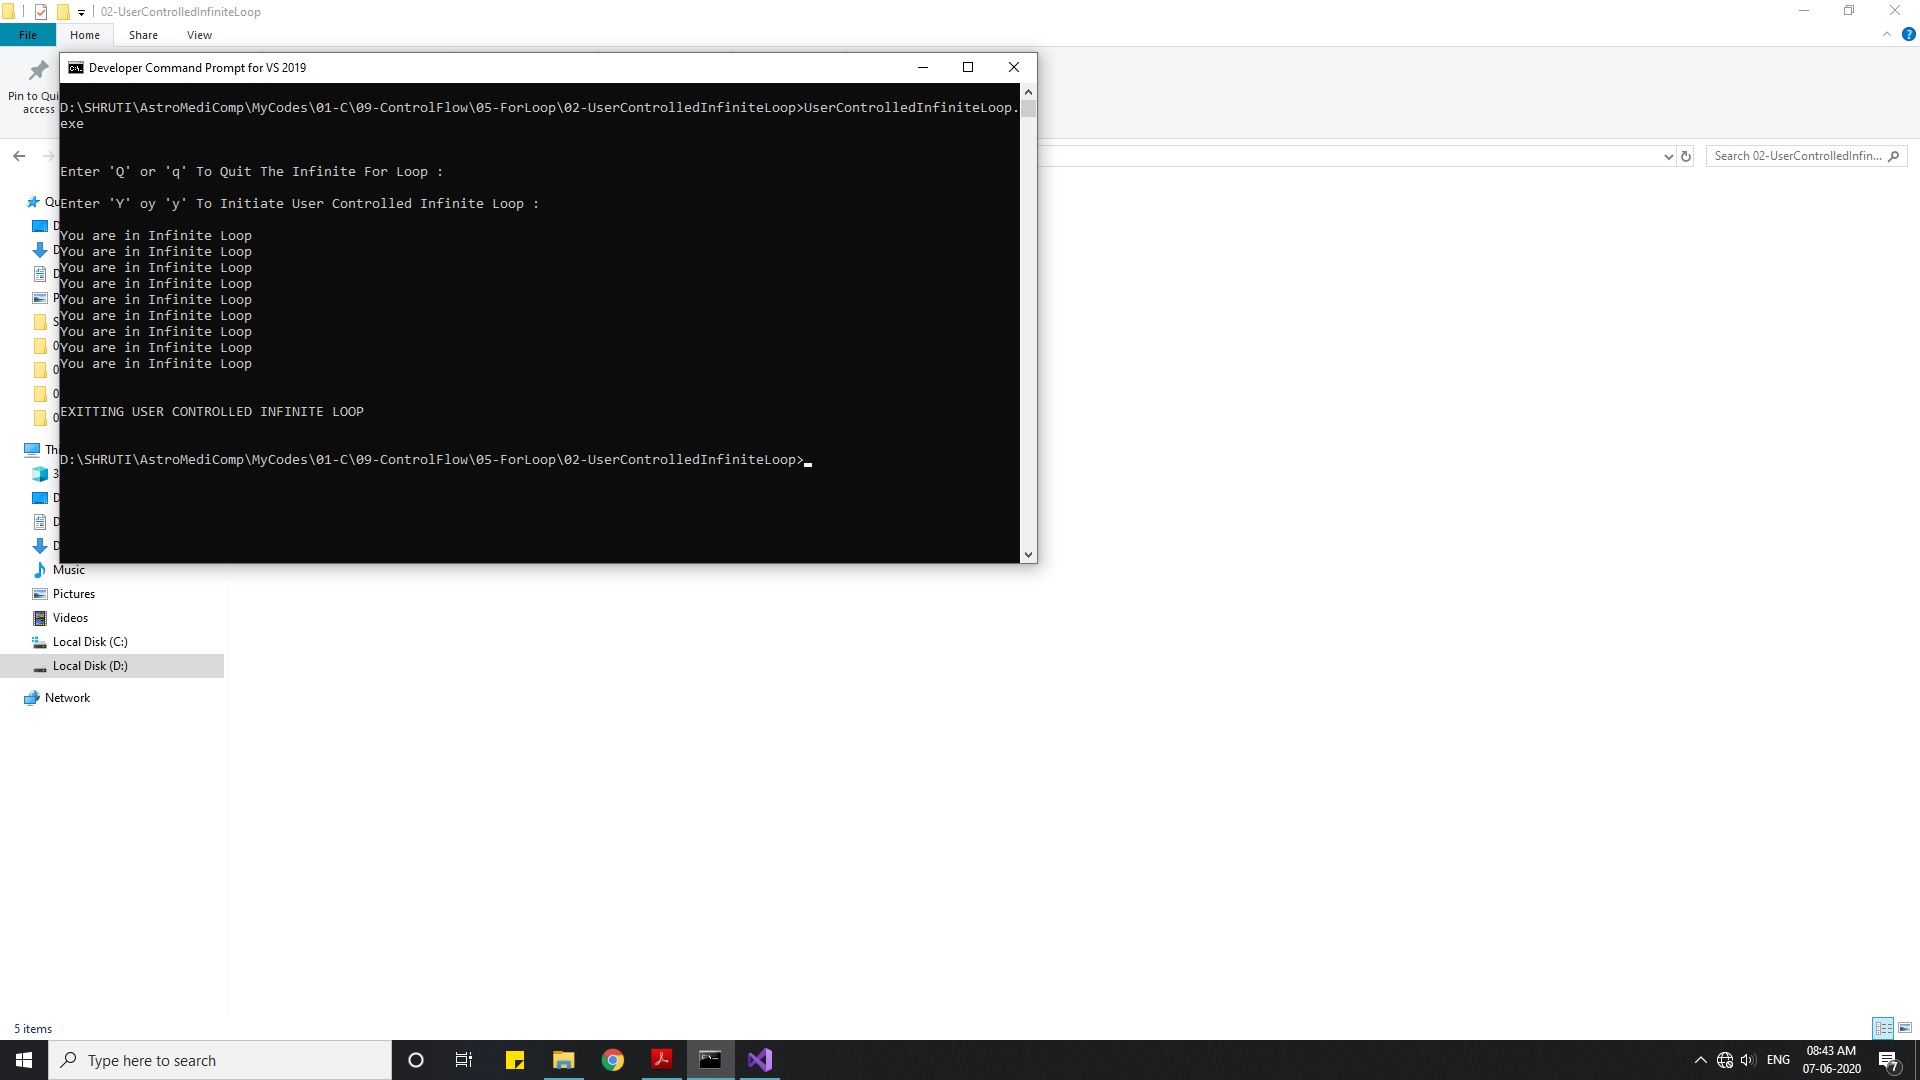 02-UserControlledInfiniteLoop
File Home Share View
Pin to Qui
access
Search 02-UserControlledInfin...
Developer Command Prompt for VS 2019
D:\SHRUTI\AstroMediComp\MyCodes\01-C\09-ControlFlow\05-ForLoop\02-UserControlledInfiniteLoop>UserControlledInfiniteLoop.
exe
Enter 'Q' or 'q' To Quit The Infinite For Loop :
Enter 'Y' oy 'y' To Initiate User Controlled Infinite Loop :
You are in Infinite Loop
You are in Infinite Loop
You are in Infinite Loop
You are in Infinite Loop
You are in Infinite Loop
You are in Infinite Loop
You are in Infinite Loop
You are in Infinite Loop
You are in Infinite Loop
EXITTING USER CONTROLLED INFINITE LOOP
D:\SHRUTI\AstroMediComp\MyCodes\01-C\09-ControlFlow\05-ForLoop\02-UserControlledInfiniteLoop>
Music
Pictures
Videos
Local Disk (C:)
Local Disk (D:)
Network
5 items
Type here to search
ENG
08:43 AM
07-06-2020
7